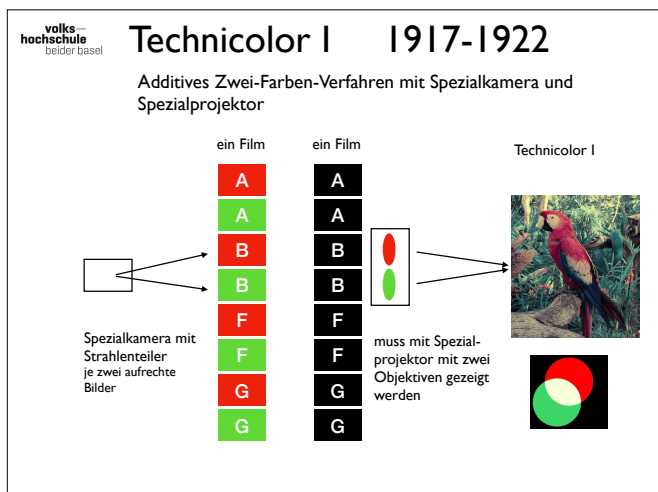 volks–
hochschule
beider basel
Technicolor I 1917-1922
Additives Zwei-Farben-Verfahren mit Spezialkamera und
Spezialprojektor
ein Film
ein Film
Technicolor I
A
A
B
B
F
F
G
G
A
A
B
B
F
F
G
G
Spezialkamera mit
Strahlenteiler
je zwei aufrechte
Bilder
muss mit Spezial-
projektor mit zwei
Objektiven gezeigt
werden